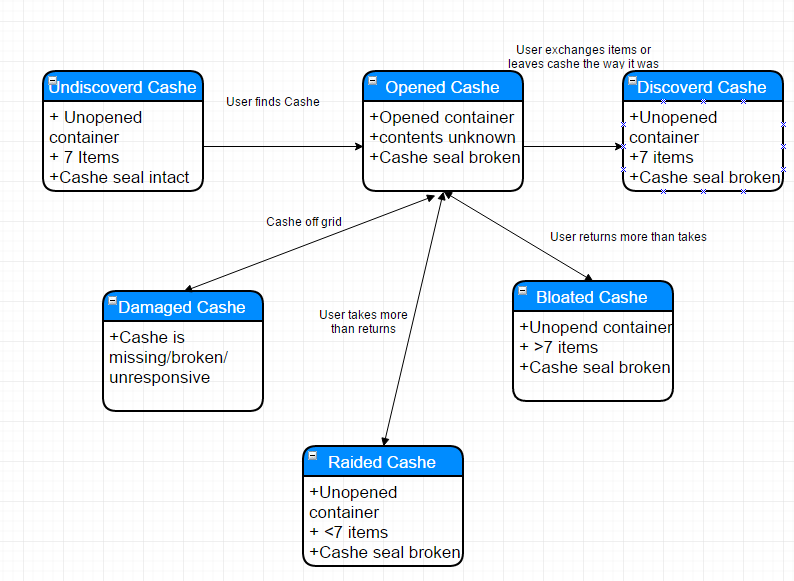 User exchanges items or
leaves cashe the way it was
Undiscoverd Cashe
+ Unopened
container
+ 7 Items
+Cashe seal intact
User finds Cashe
Opened Cashe
+Opened container
+contents unknown
+Cashe seal broken
Discoverd Cashe
+Unopened
container
+7 items
+Cashe seal broken
Cashe off grid
User returns more than takes
User takes more
than returns
Damaged Cashe
+Cashe is
missing/broken/
unresponsive
Bloated Cashe
+Unopend container
+ >7 items
+Cashe seal broken
Raided Cashe
+Unopened
container
+ <7 items
+Cashe seal broken